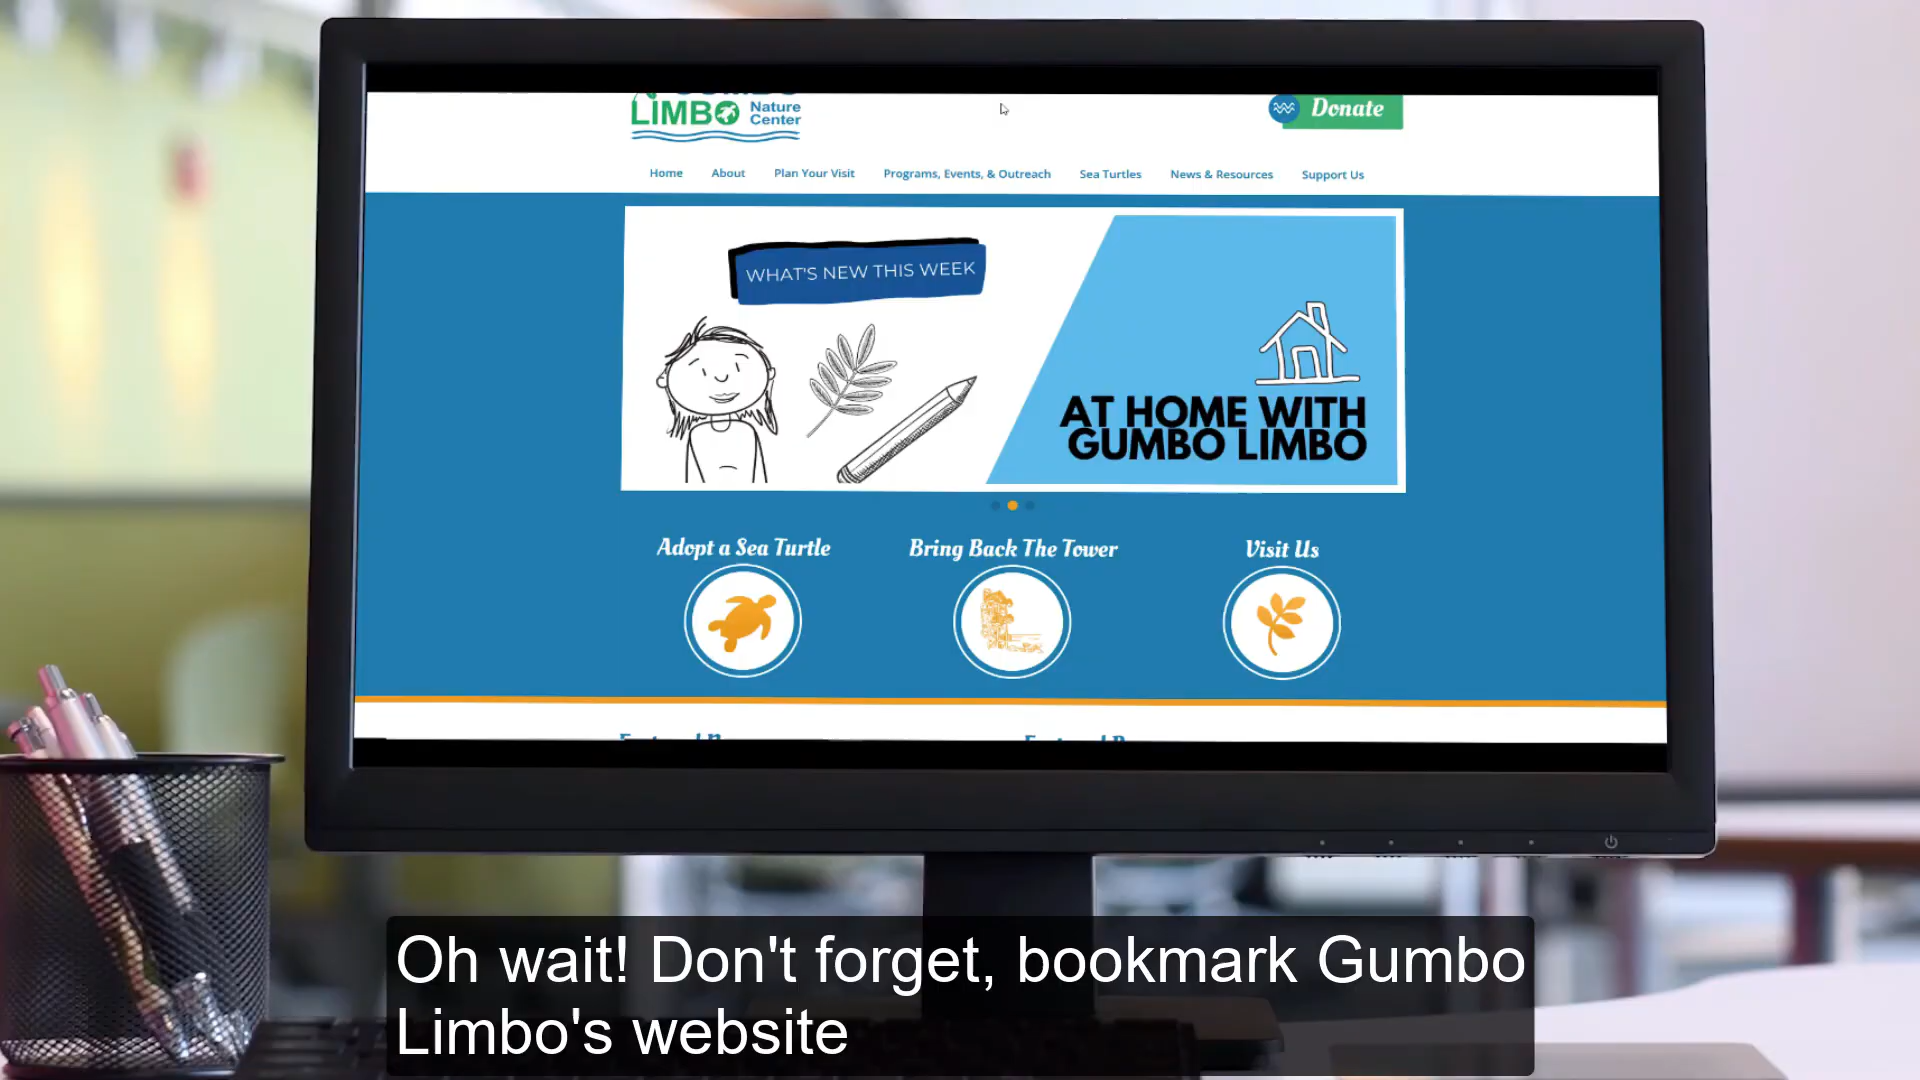 LIMBO Nature
Center
Donate
Home About Plan Your Visit Programs, Events, & Outreach Sea Turtles News & Resources Support Us
WHAT'S NEW THIS WEEK
AT HOME WITH
GUMBO LIMBO
Adopt a Sea Turtle Bring Back The Tower Visit Us
Oh wait! Don't forget, bookmark Gumbo
Limbo's website